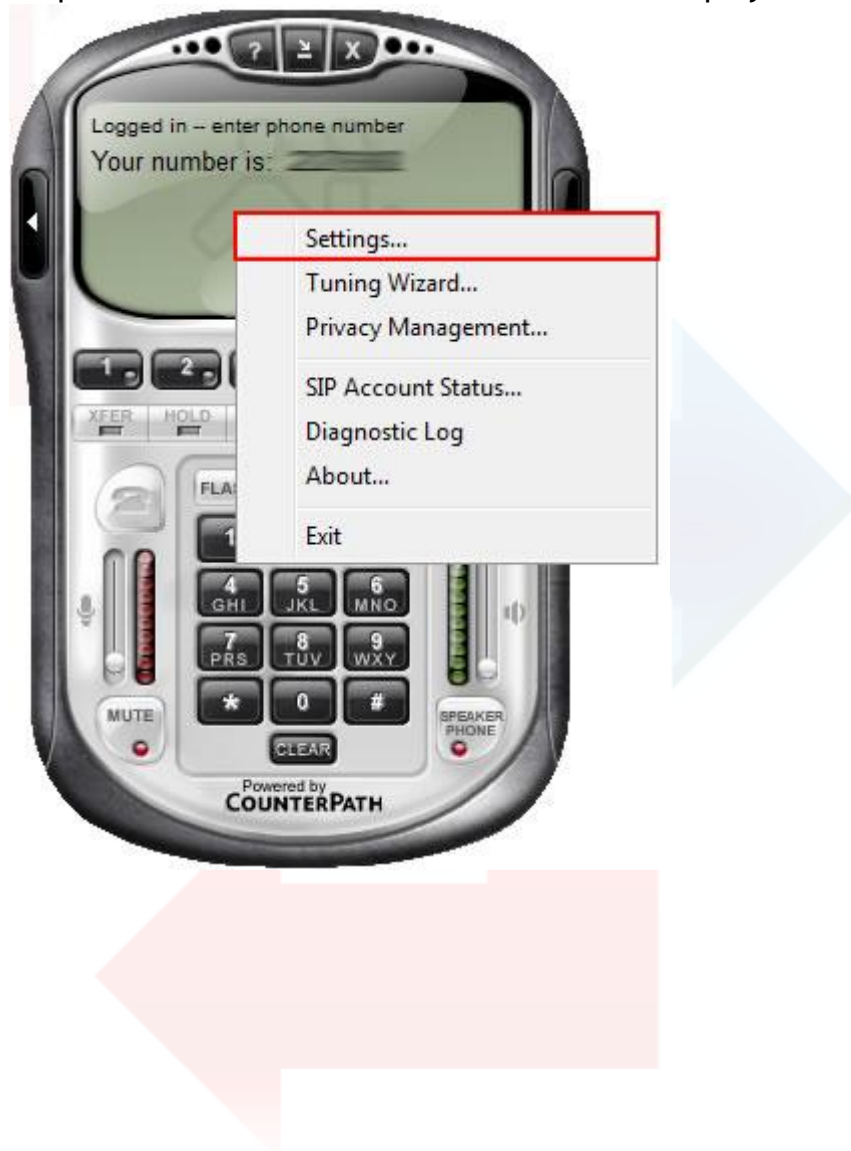 ? X
Logged in -- enter phone number
Your number is:
Settings...
Tuning Wizard...
Privacy Management...
SIP Account Status...
Diagnostic Log
About...
Exit
1 2
XFER HOLD
FLA
1
4 5 6
GHI JKL MNO
7 8 9
PRS TUV WXY
* 0 #
MUTE
SPEAKER
PHONE
CLEAR
Powered by
COUNTERPATH